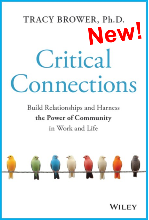 TRACY BROWER, Ph.D.
New!
Critical
Connections
Build Relationships and Harness
the Power of Community
in Work and Life
WILEY